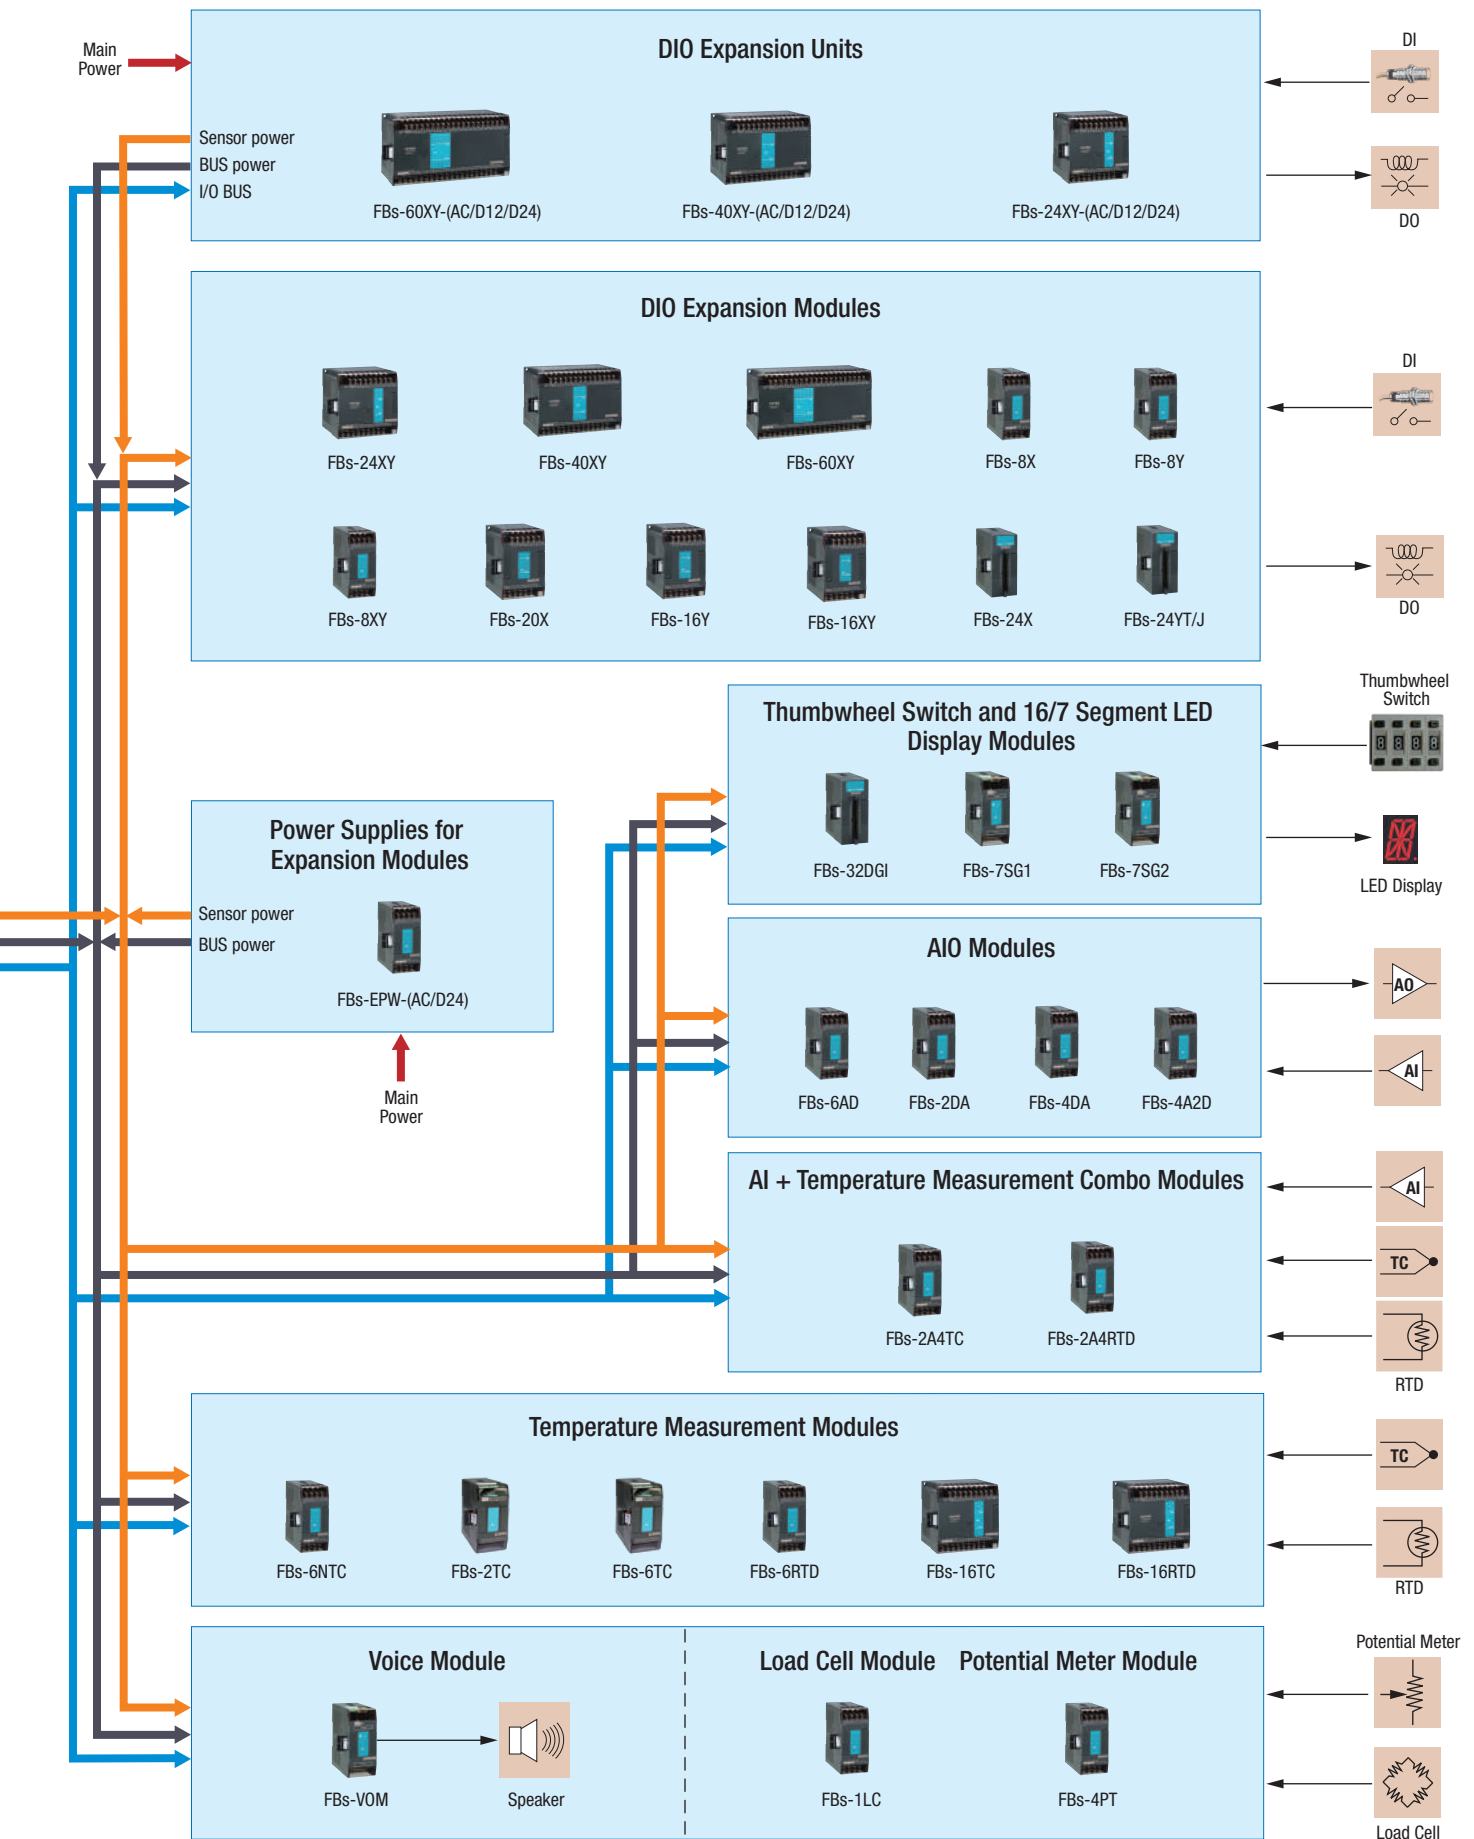 DIO Expansion Units
Main
Power
DI
Sensor power
BUS power
I/O BUS
FBs-60XY-(AC/D12/D24)
FBs-40XY-(AC/D12/D24)
FBs-24XY-(AC/D12/D24)
DO
DIO Expansion Modules
DI
FBs-24XY
FBs-40XY
FBs-60XY
FBs-8X
FBs-8Y
FBs-8XY
FBs-20X
FBs-16Y
FBs-16XY
FBs-24X
FBs-24YT/J
DO
Thumbwheel Switch and 16/7 Segment LED
Display Modules
Thumbwheel
Switch
FBs-32DGI
FBs-7SG1
FBs-7SG2
LED Display
Power Supplies for
Expansion Modules
Sensor power
BUS power
FBs-EPW-(AC/D24)
Main
Power
AIO Modules
AO
AI
FBs-6AD
FBs-2DA
FBs-4DA
FBs-4A2D
AI + Temperature Measurement Combo Modules
AI
TC
FBs-2A4TC
FBs-2A4RTD
RTD
Temperature Measurement Modules
TC
FBs-6NTC
FBs-2TC
FBs-6TC
FBs-6RTD
FBs-16TC
FBs-16RTD
RTD
Voice Module
Load Cell Module
Potential Meter Module
Potential Meter
FBs-VOM
Speaker
FBs-1LC
FBs-4PT
Load Cell